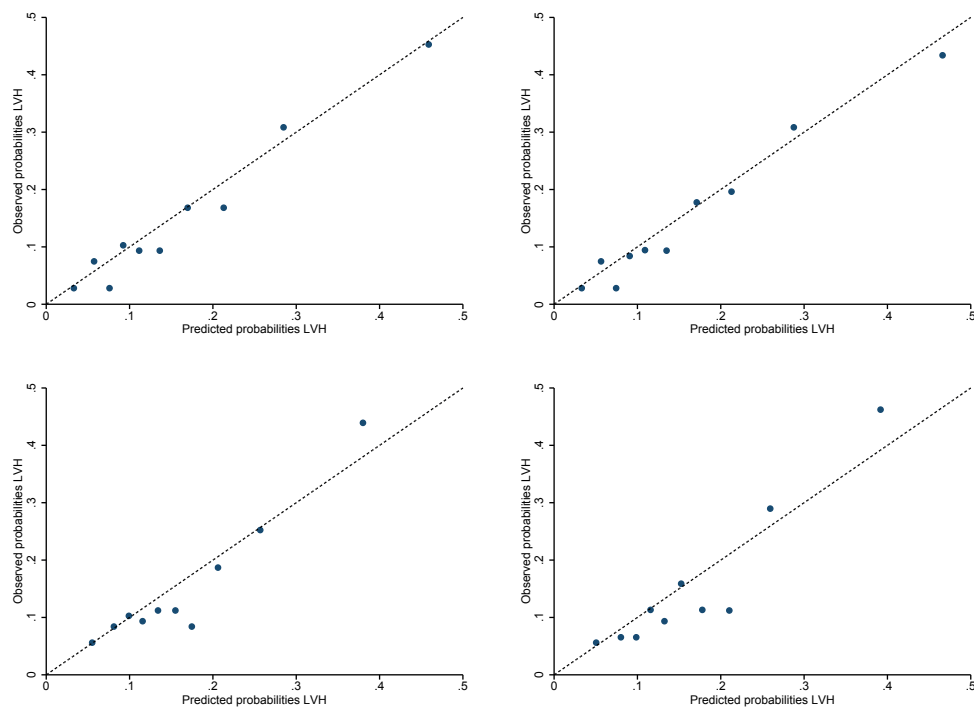 .5
.4
.3
.2
.1
0
Observed probabilities LVH
0 .1 .2 .3 .4 .5
Predicted probabilities LVH
.5
.4
.3
.2
.1
0
Observed probabilities LVH
0 .1 .2 .3 .4 .5
Predicted probabilities LVH
.5
.4
.3
.2
.1
0
Observed probabilities LVH
0 .1 .2 .3 .4 .5
Predicted probabilities LVH
.5
.4
.3
.2
.1
0
Observed probabilities LVH
0 .1 .2 .3 .4 .5
Predicted probabilities LVH